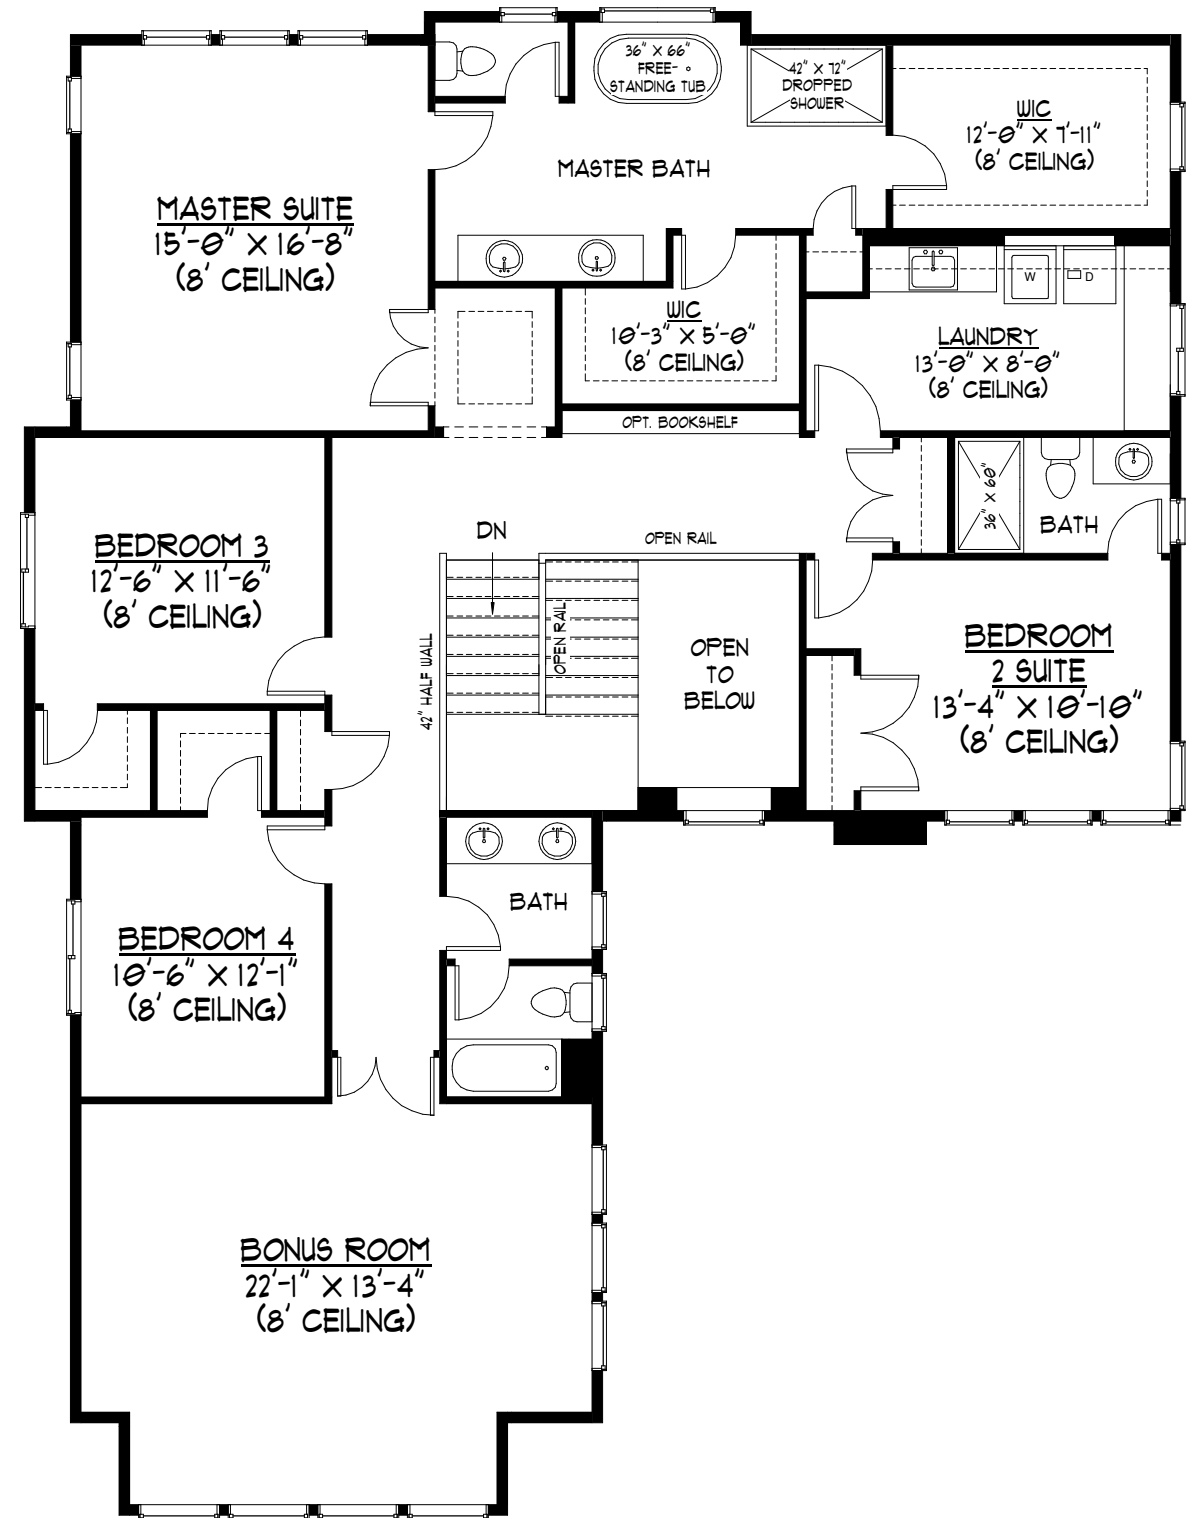 36" X 66"
FREE-
STANDING TUB
42" X 72"
DROPPED
SHOWER
WIC
12'-0" X 7'-11"
(8' CEILING)
MASTER BATH
MASTER SUITE
15'-0" X 16'-8"
(8' CEILING)
W
D
WIC
10'-3" X 5'-0"
(8' CEILING)
LAUNDRY
13'-0" X 8'-0"
(8' CEILING)
OPT. BOOKSHELF
36" X 60"
BATH
DN
OPEN RAIL
BEDROOM 3
12'-6" X 11'-6"
(8' CEILING)
OPEN RAIL
42" HALF WALL
OPEN
TO
BELOW
BEDROOM
2 SUITE
13'-4" X 10'-10"
(8' CEILING)
BATH
BEDROOM 4
10'-6" X 12'-1"
(8' CEILING)
BONUS ROOM
22'-1" X 13'-4"
(8' CEILING)